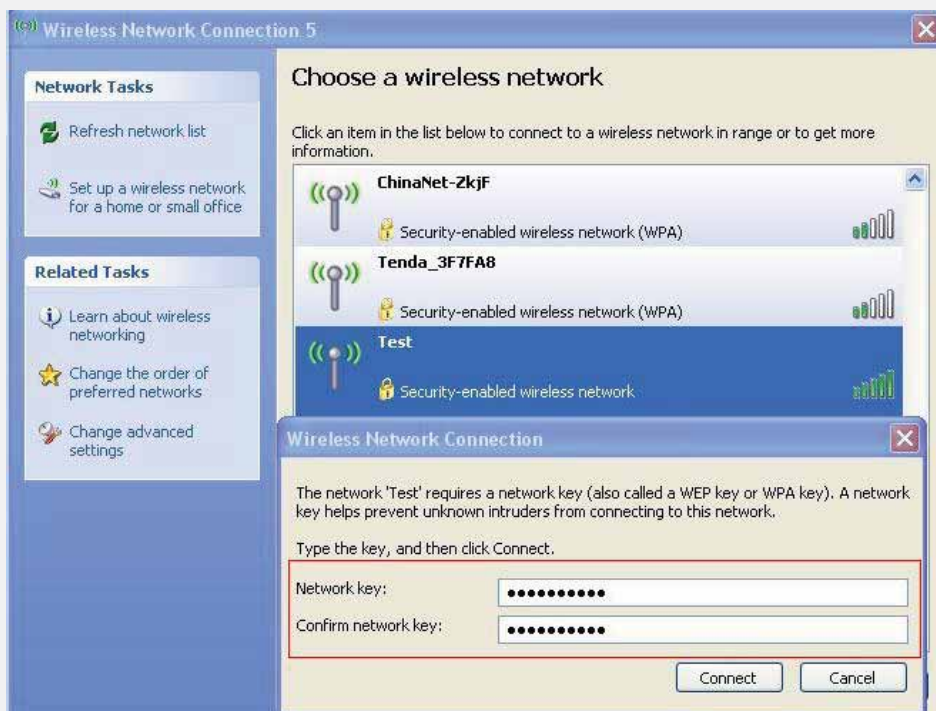 Wireless Network Connection 5
Network Tasks
Refresh network list
Set up a wireless network
for a home or small office
Related Tasks
Learn about wireless
networking
Change the order of
preferred networks
Change advanced
settings
Choose a wireless network
Click an item in the list below to connect to a wireless network in range or to get more
information.
ChinaNet-ZkjF
Security-enabled wireless network (WPA)
Tenda_3F7FA8
Security-enabled wireless network (WPA)
Test
Security-enabled wireless network
Wireless Network Connection
The network 'Test' requires a network key (also called a WEP key or WPA key). A network
key helps prevent unknown intruders from connecting to this network.
Type the key, and then click Connect.
Network key: ••••••••••
Confirm network key: ••••••••••
Connect Cancel